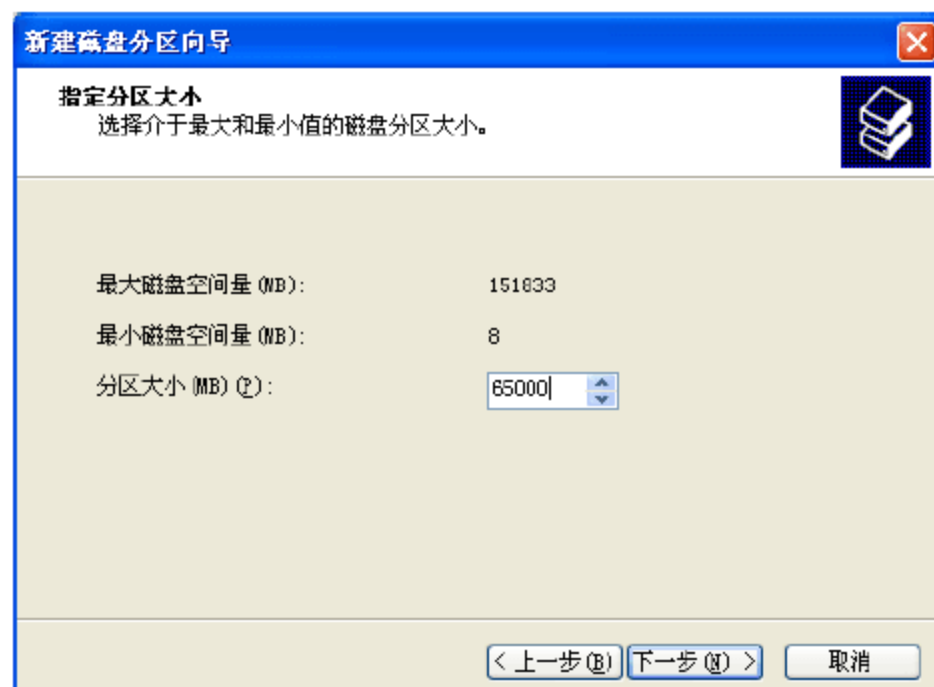 新建磁盘分区向导
指定分区大小
选择介于最大和最小值的磁盘分区大小。
最大磁盘空间量(MB): 151833
最小磁盘空间量(MB): 8
分区大小(MB)(P): 65000
< 上一步(B) 下一步(N) > 取消